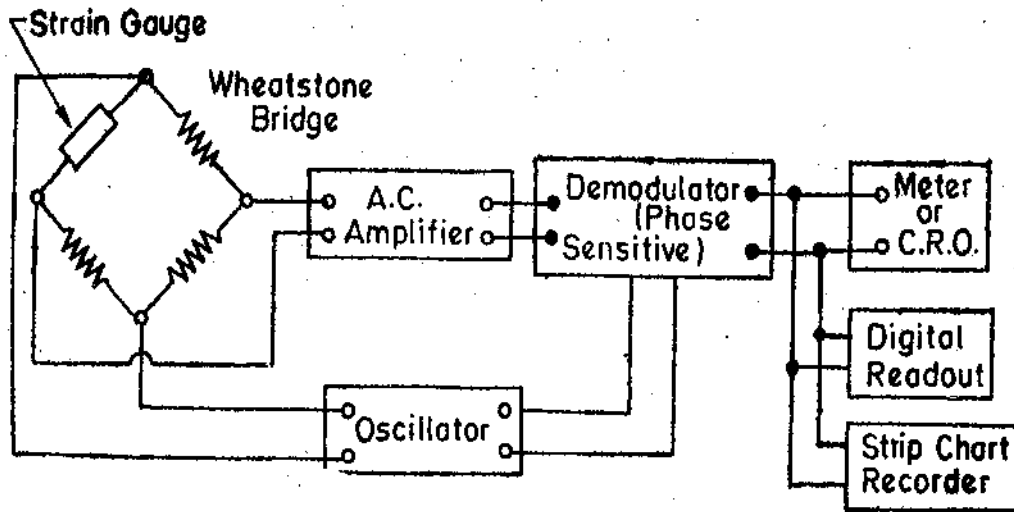 Strain Gauge
Wheatstone
Bridge
A.C.
Amplifier
Demodulator
(Phase
Sensitive)
Meter
or
C.R.O.
Digital
Readout
Oscillator
Strip Chart
Recorder